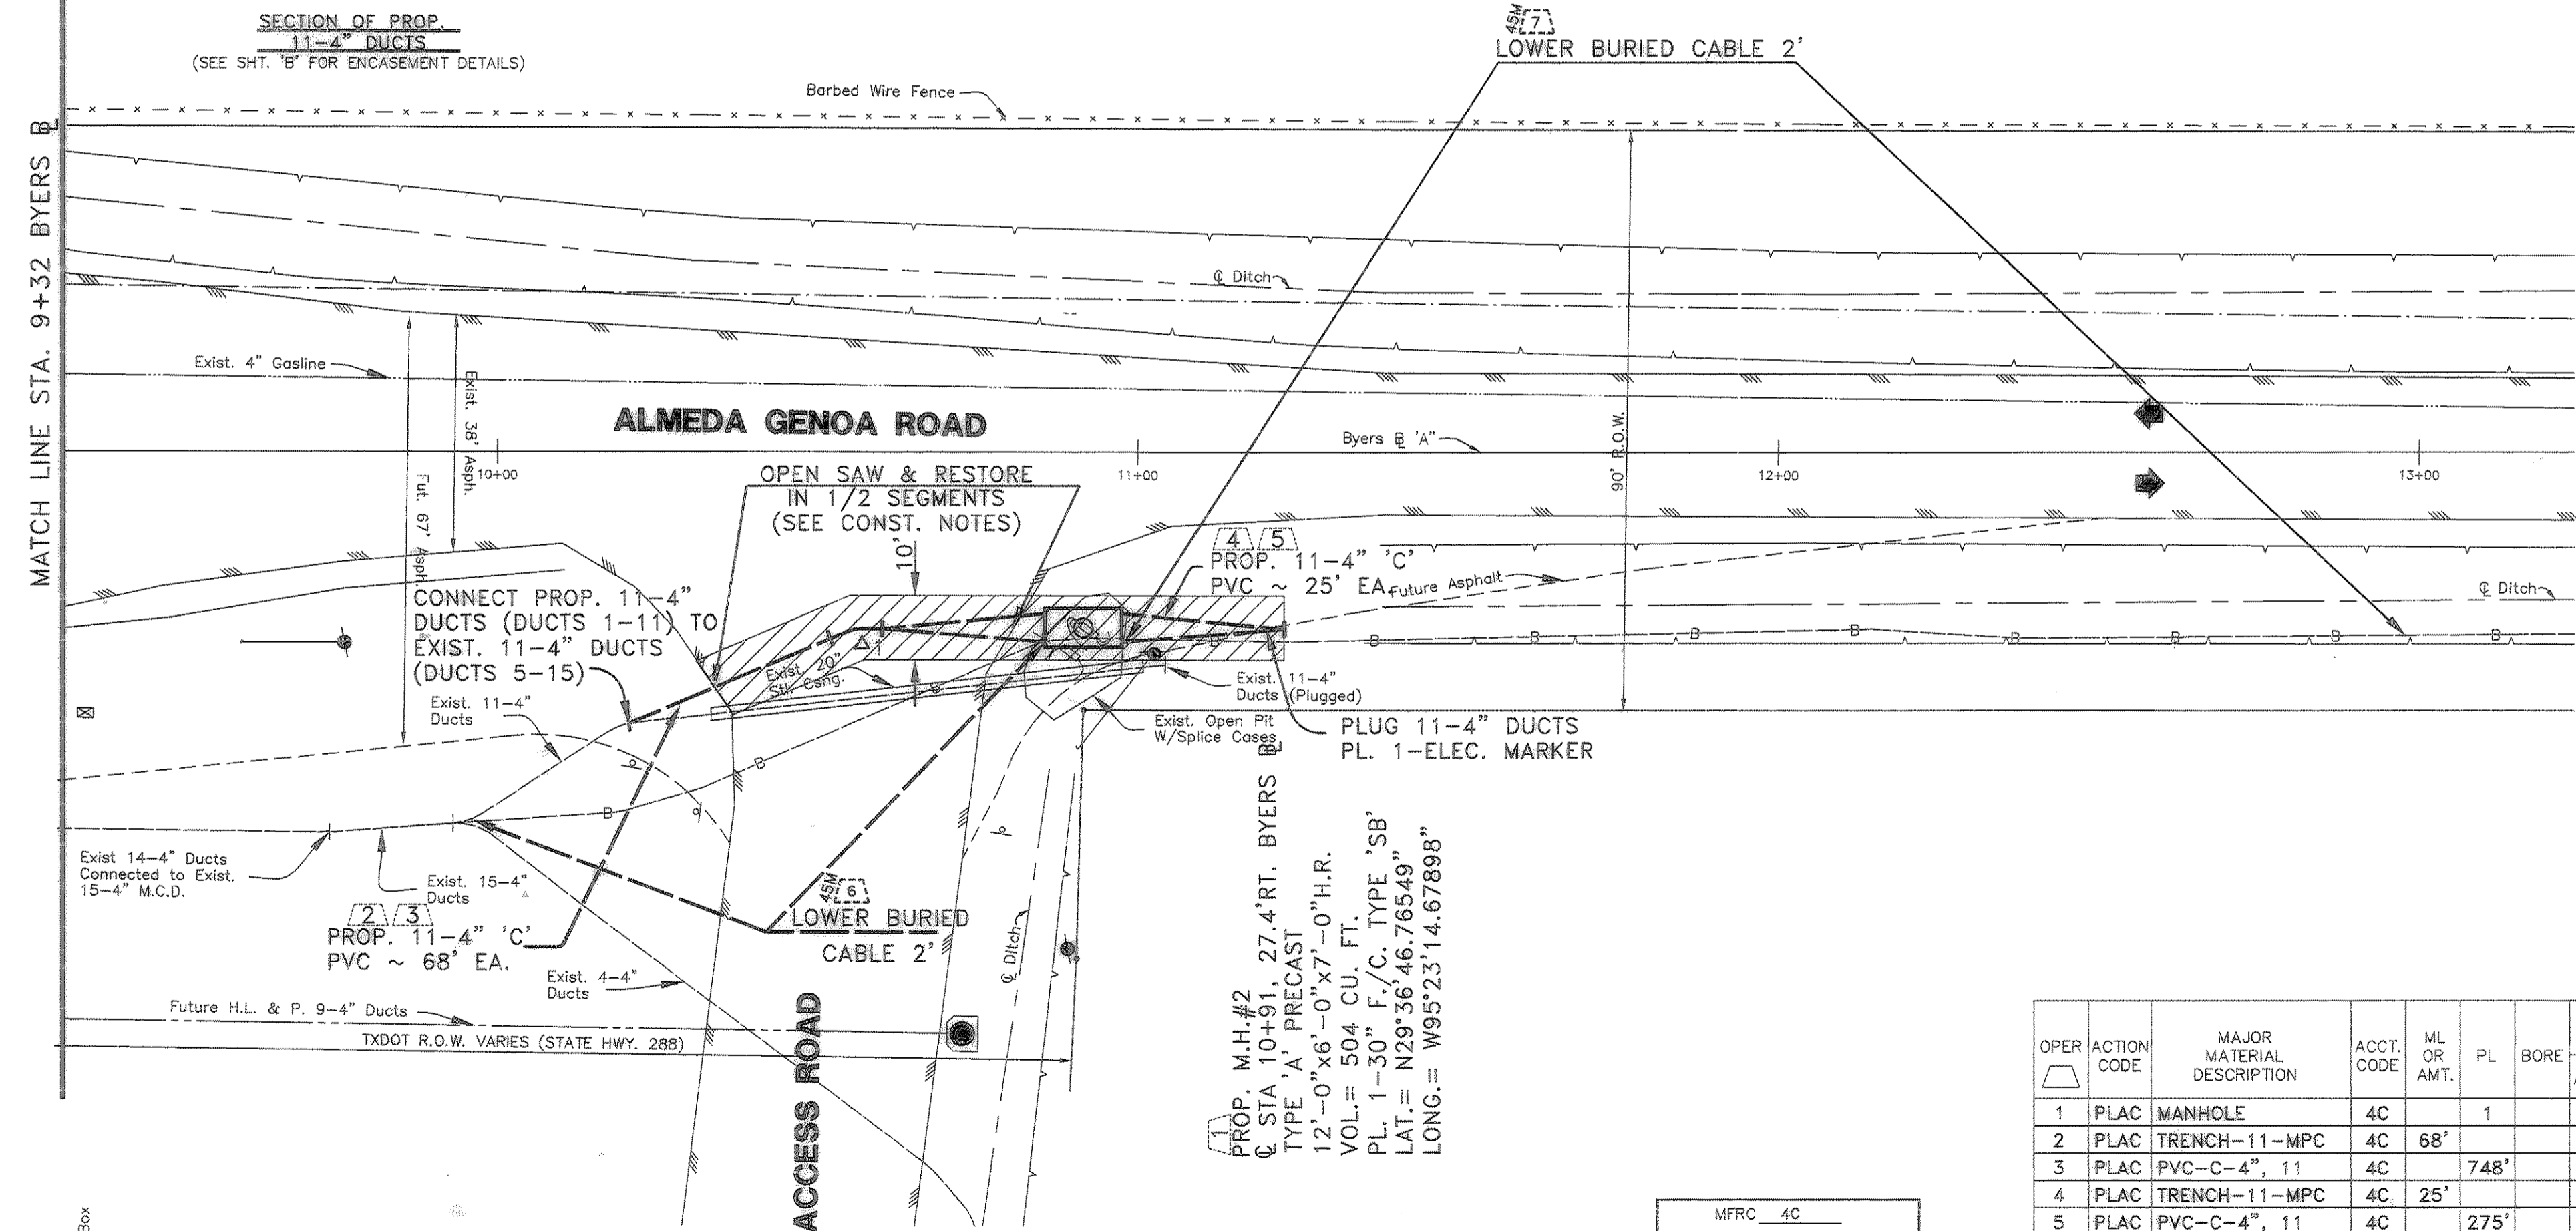 SECTION OF PROP.
11-4" DUCTS
(SEE SHT. 'B' FOR ENCASEMENT DETAILS)
45M 7
LOWER BURIED CABLE 2'
Barbed Wire Fence
MATCH LINE STA. 9+32 BYERS ℄
℄ Ditch
Exist. 4" Gasline
Exist. 38' Asph.
Fut. 67' Asph.
ALMEDA GENOA ROAD
Byers ℄ 'A"
90' R.O.W.
10+00
11+00
12+00
13+00
OPEN SAW & RESTORE
IN 1/2 SEGMENTS
(SEE CONST. NOTES)
10'
4 5
PROP. 11-4" 'C'
PVC ~ 25' EA.
Future Asphalt
℄ Ditch
CONNECT PROP. 11-4"
DUCTS (DUCTS 1-11) TO
EXIST. 11-4" DUCTS
(DUCTS 5-15)
1
B B B B B B B B
Exist. 20"
Stl. Csng.
B
Exist. 11-4"
Ducts (Plugged)
Exist. 11-4"
Ducts
Exist. Open Pit
W/Splice Cases
PLUG 11-4" DUCTS
PL. 1-ELEC. MARKER
B
B
Exist 14-4" Ducts
Connected to Exist.
15-4" M.C.D.
Exist. 15-4"
Ducts
2 3
PROP. 11-4" 'C'
PVC ~ 68' EA.
45M 6
LOWER BURIED
CABLE 2'
Exist. 4-4"
Ducts
℄ Ditch
Future H.L. & P. 9-4" Ducts
TXDOT R.O.W. VARIES (STATE HWY. 288)
ACCESS ROAD
1
PROP. M.H.#2
℄ STA 10+91, 27.4'RT. BYERS ℄
TYPE 'A' PRECAST
12'-0"x6'-0"x7'-0"H.R.
VOL.= 504 CU. FT.
PL. 1-30" F./C. TYPE 'SB'
LAT.= N29°36'46.76549"
LONG.= W95°23'14.67898"
Box
MFRC 4C
OPER ACTION CODE MAJOR MATERIAL DESCRIPTION ACCT. CODE ML OR AMT. PL BORE
1 PLAC MANHOLE 4C 1
2 PLAC TRENCH-11-MPC 4C 68'
3 PLAC PVC-C-4", 11 4C 748'
4 PLAC TRENCH-11-MPC 4C 25'
5 PLAC PVC-C-4", 11 4C 275'